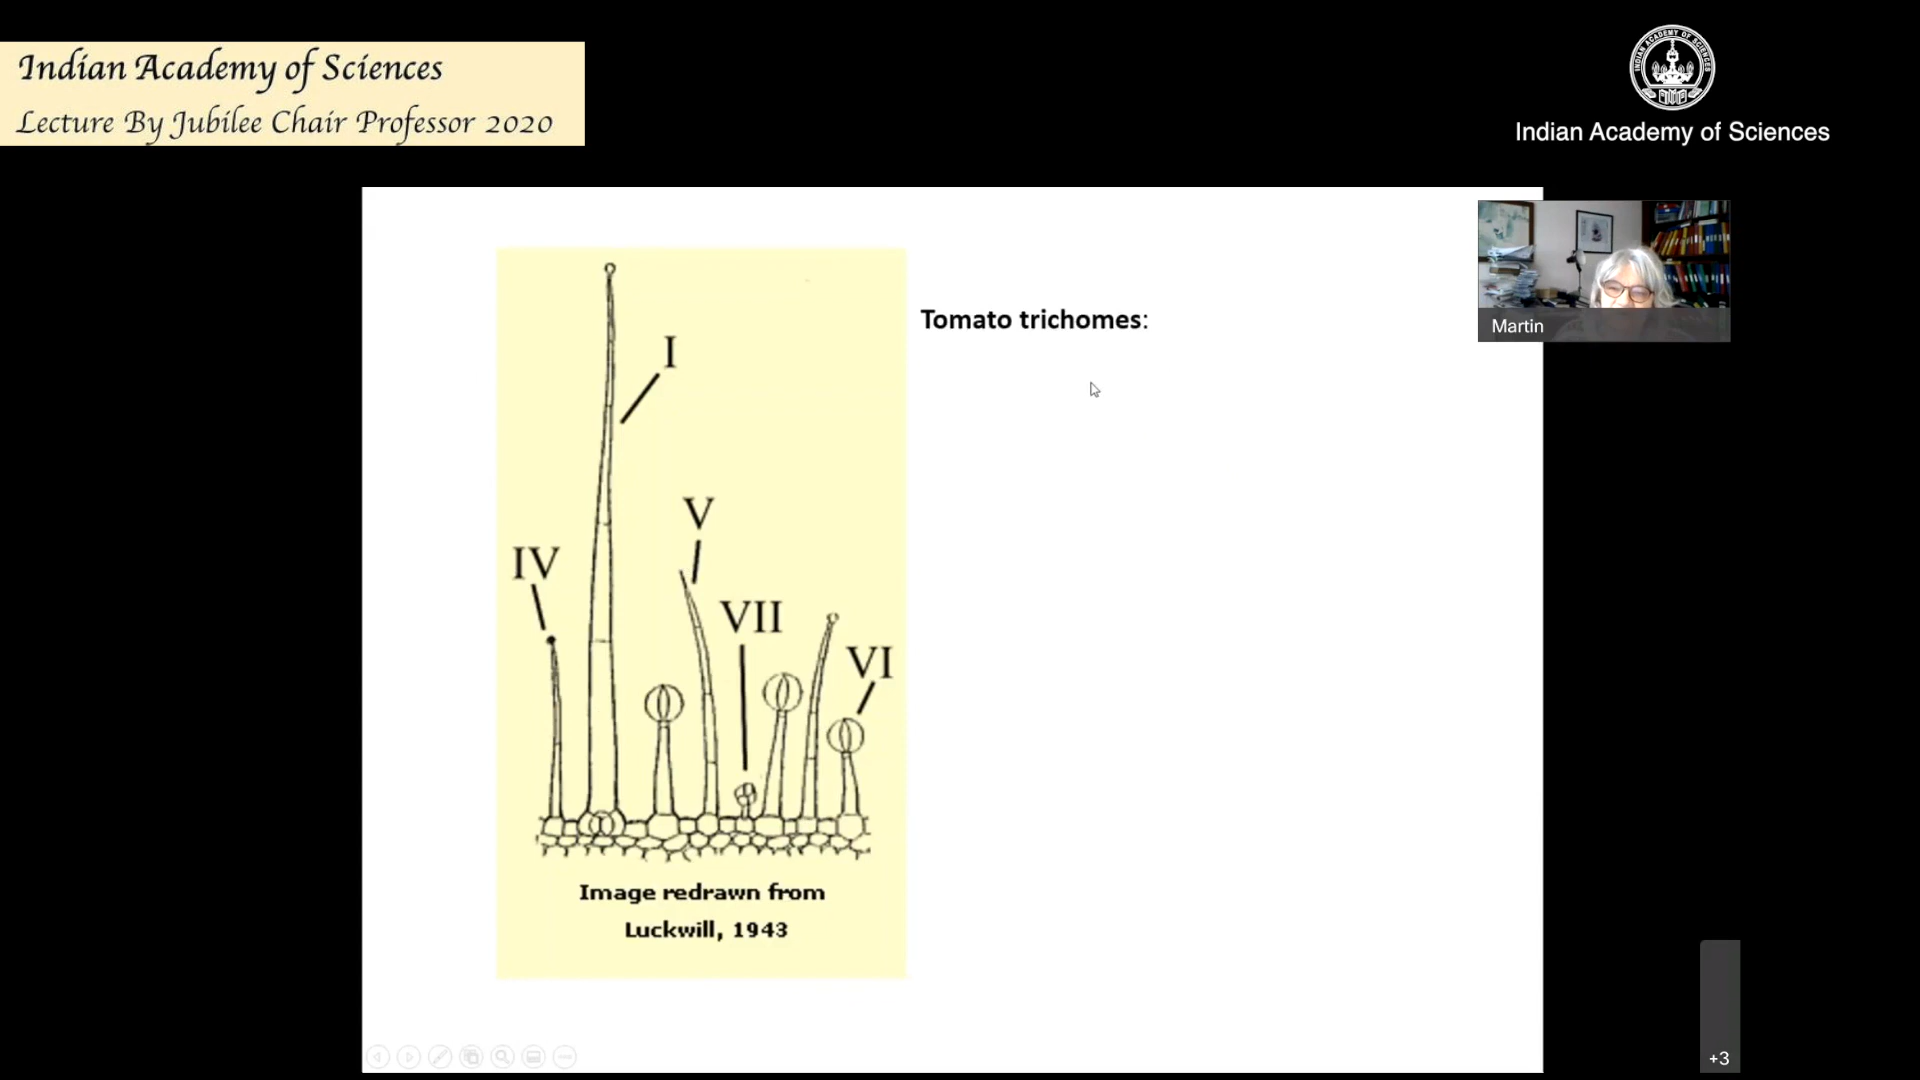 Indian Academy of Sciences
Lecture By Jubilee Chair Professor 2020
Indian Academy of Sciences
Martin
Tomato trichomes:
I
V
IV
VII
VI
Image redrawn from
Luckwill, 1943
+3